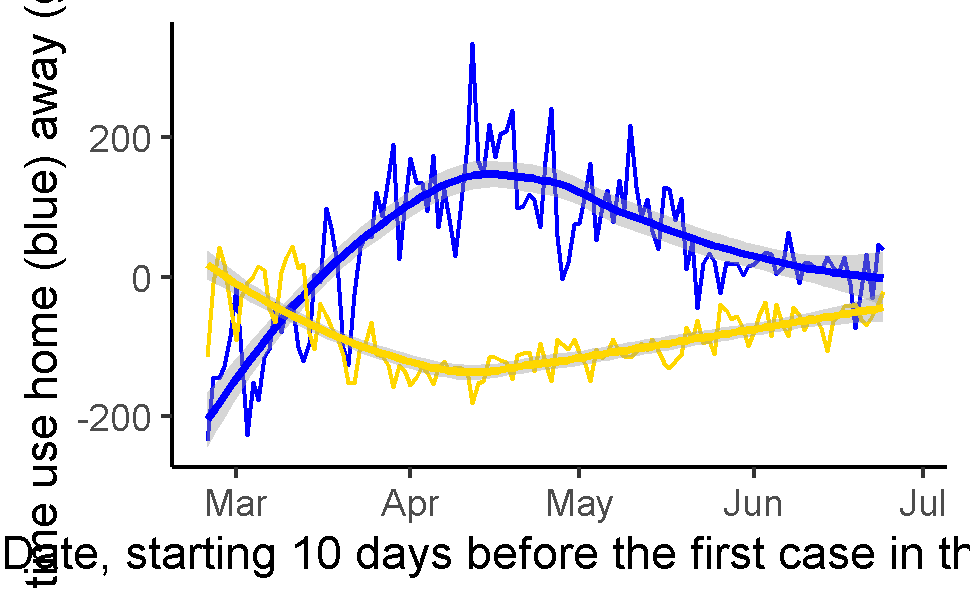 time use home (blue) away (
200
0
-200
Mar Apr May Jun Jul
Date, starting 10 days before the first case in th